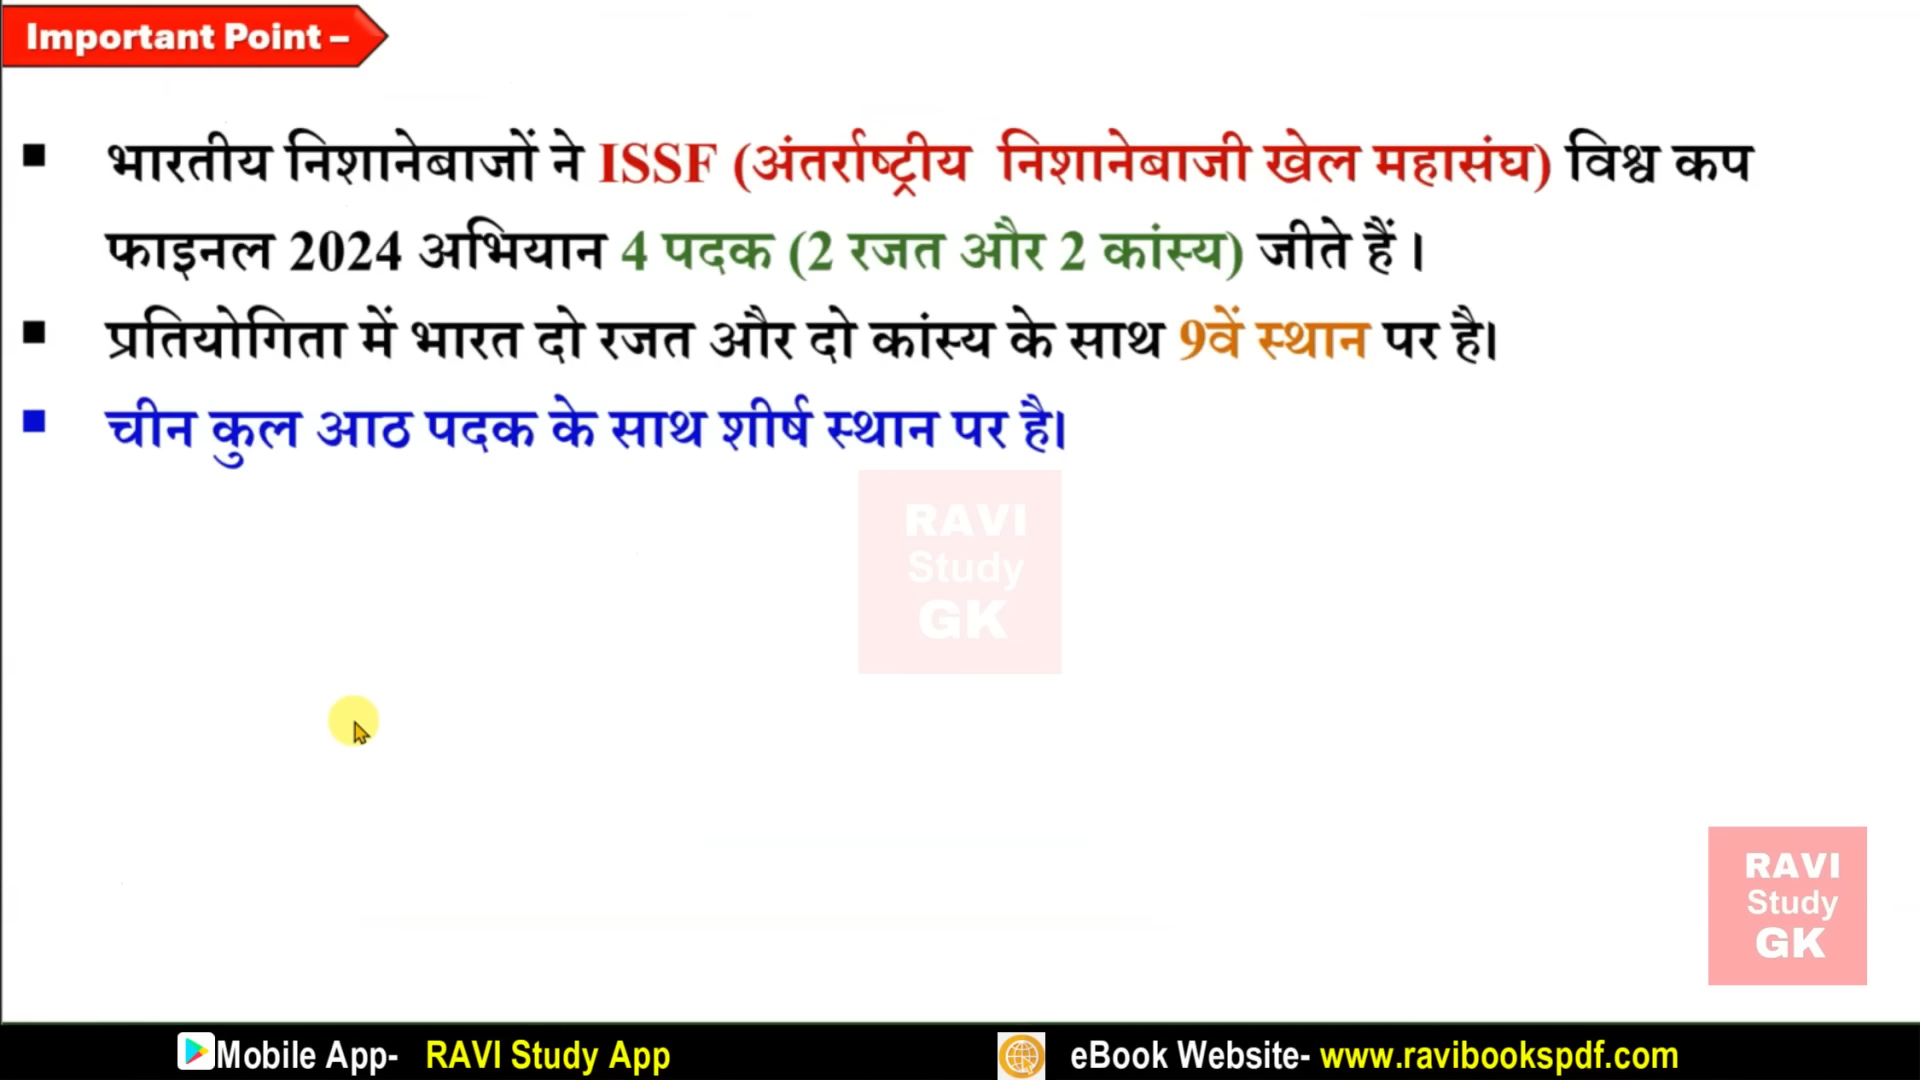 Important Point –
▪ भारतीय निशानेबाजों ने ISSF (अंतर्राष्ट्रीय निशानेबाजी खेल महासंघ) विश्व कप
फाइनल 2024 अभियान 4 पदक (2 रजत और 2 कांस्य) जीते हैं ।
▪ प्रतियोगिता में भारत दो रजत और दो कांस्य के साथ 9वें स्थान पर है।
▪ चीन कुल आठ पदक के साथ शीर्ष स्थान पर है।
RAVI
Study
GK
RAVI
Study
GK
Mobile App- RAVI Study App
eBook Website- www.ravibookspdf.com